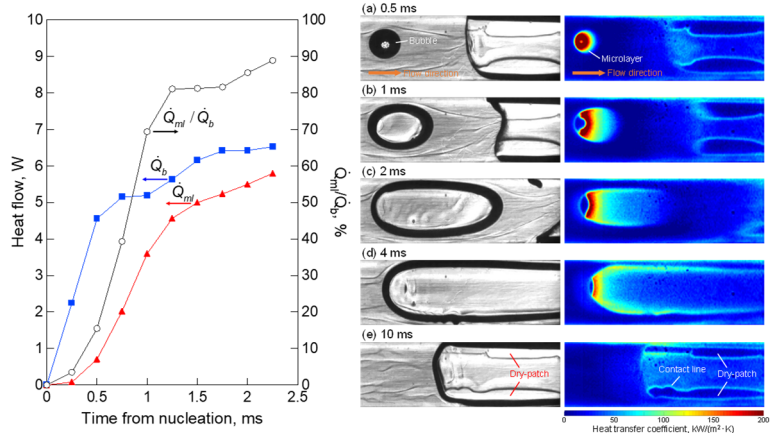 10
9
8
7
6
5
4
3
2
1
0
Heat flow, W
100
90
80
70
60
50
40
30
20
10
0
Q̇ml/Q̇b, %
Q̇ml / Q̇b
Q̇b
Q̇ml
0 0.5 1 1.5 2 2.5
Time from nucleation, ms
(a) 0.5 ms
Bubble
Flow direction
Microlayer
Flow direction
(b) 1 ms
(c) 2 ms
(d) 4 ms
(e) 10 ms
Dry-patch
Contact line
Dry-patch
0 50 100 150 200
Heat transfer coefficient, kW/(m²·K)